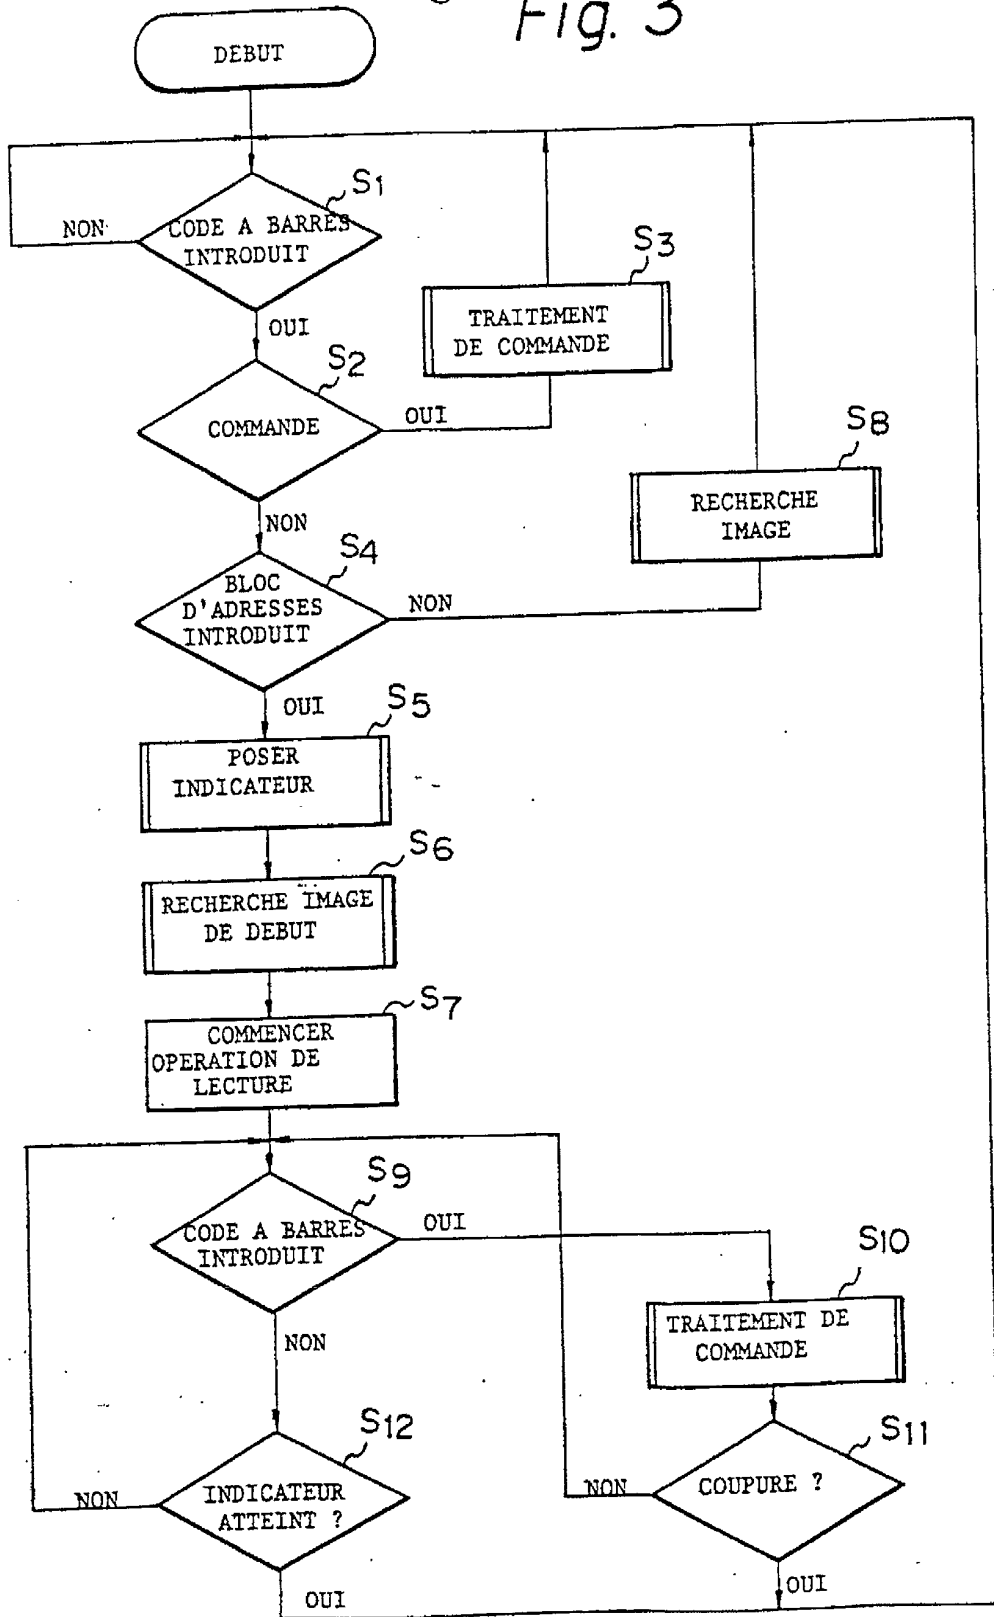 Fig. 3
DEBUT
S1
CODE A BARRES
INTRODUIT
NON
OUI
S2
COMMANDE
OUI
NON
S3
TRAITEMENT
DE COMMANDE
S4
BLOC
D'ADRESSES
INTRODUIT
NON
OUI
S8
RECHERCHE
IMAGE
S5
POSER
INDICATEUR
S6
RECHERCHE IMAGE
DE DEBUT
S7
COMMENCER
OPERATION DE
LECTURE
S9
CODE A BARRES
INTRODUIT
OUI
NON
S10
TRAITEMENT DE
COMMANDE
S12
INDICATEUR
ATTEINT ?
NON
OUI
S11
COUPURE ?
NON
OUI